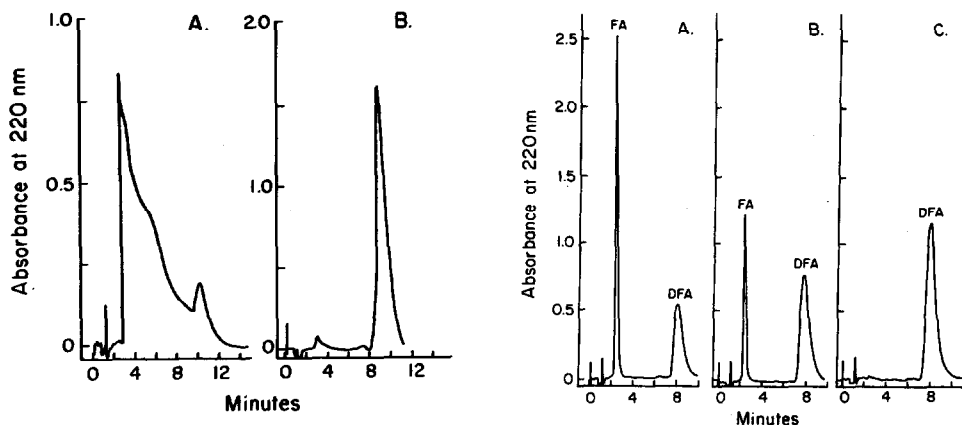 A.
B.
1.0
0.5
0
2.0
1.0
0
0 4 8 12
0 4 8 12
Absorbance at 220 nm
Minutes
FA
DFA
A.
FA
DFA
B.
DFA
C.
2.5
2.0
1.5
1.0
0.5
0
0 4 8
0 4 8
0 4 8
Absorbance at 220nm
Minutes